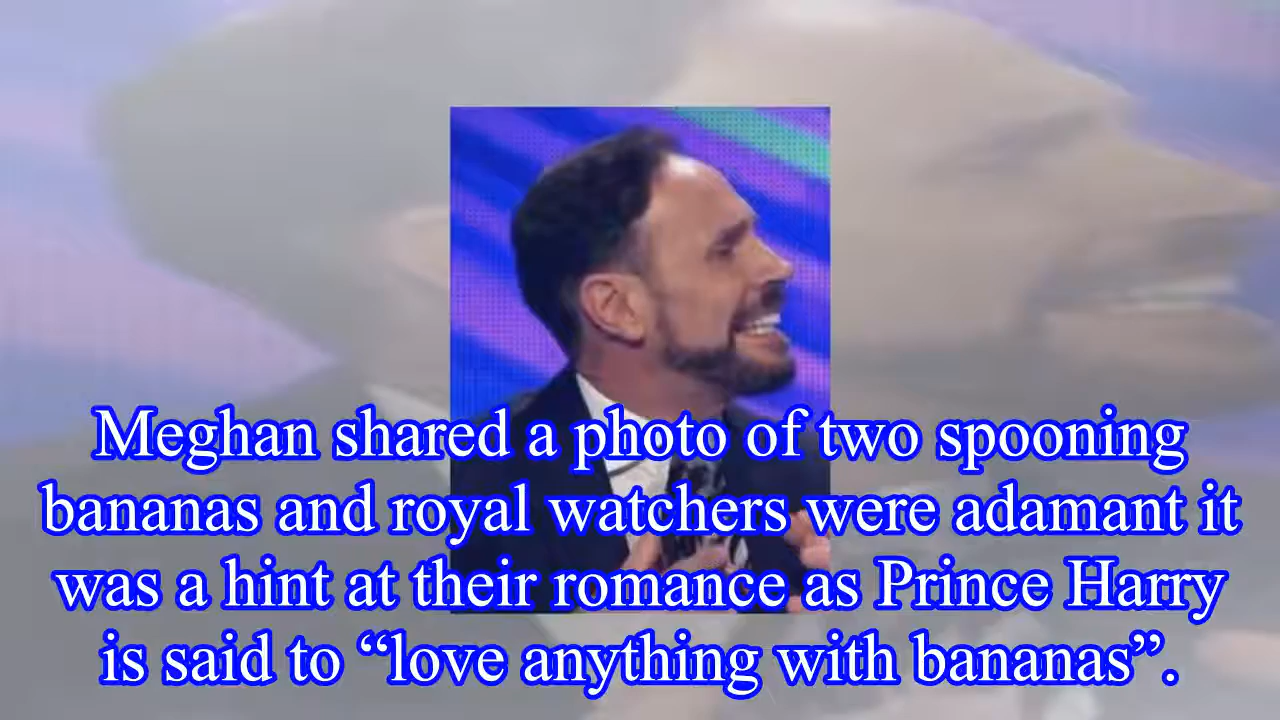 Meghan shared a photo of two spooning
bananas and royal watchers were adamant it
was a hint at their romance as Prince Harry
is said to “love anything with bananas”.